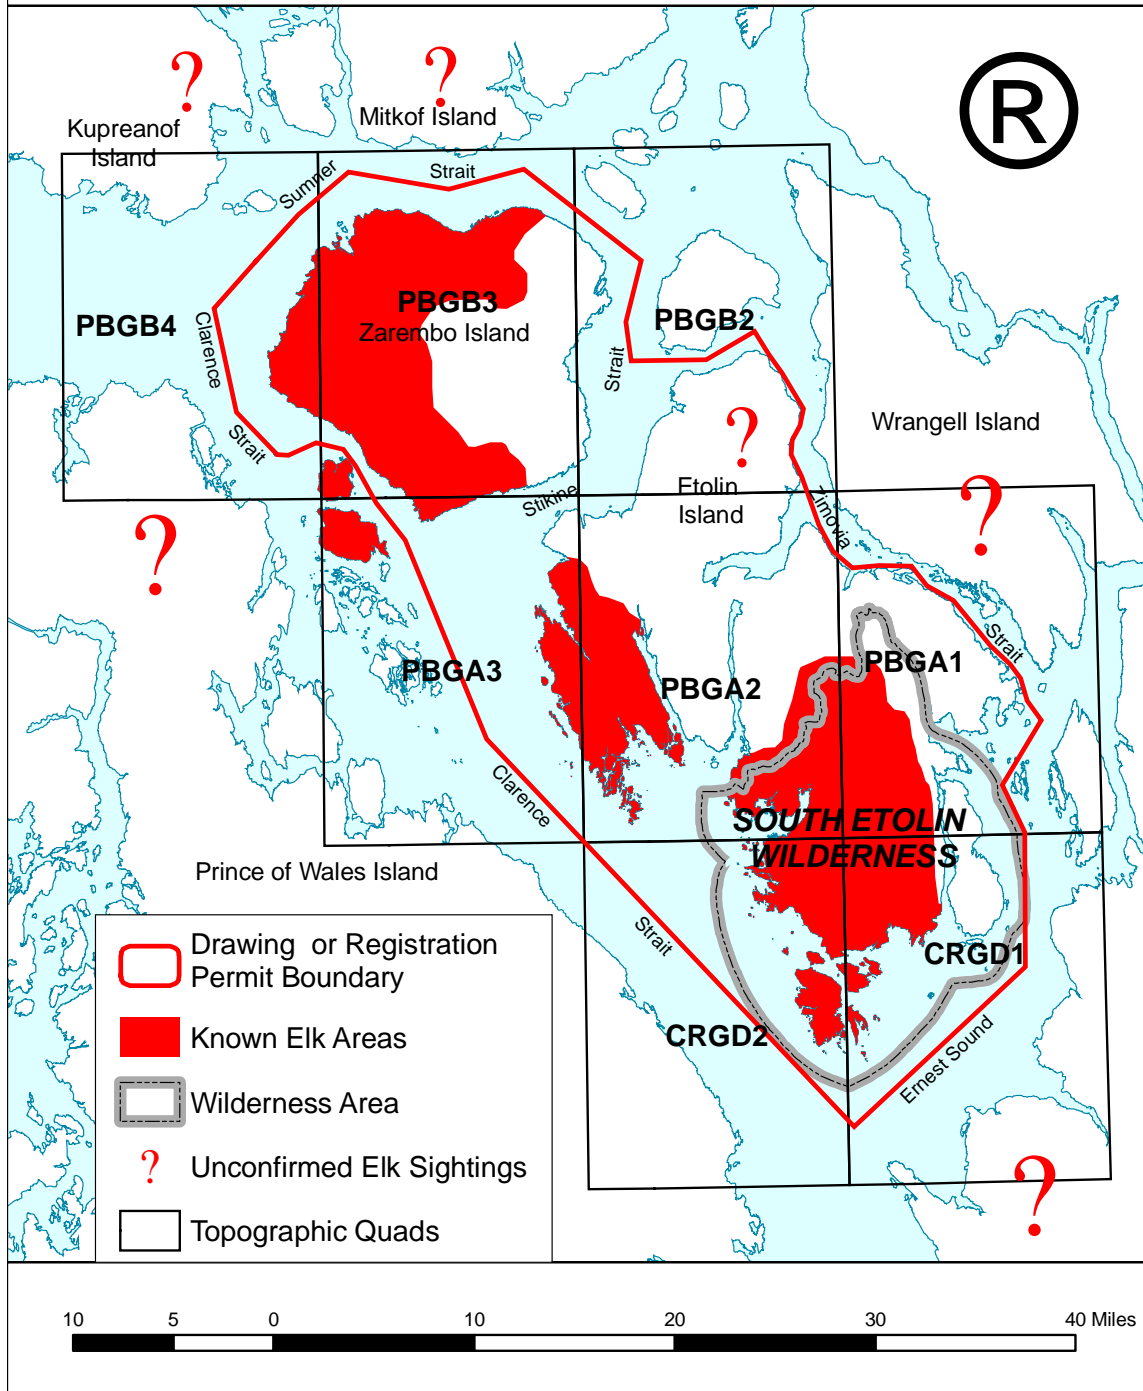 ?
?
®
Kupreanof
Island
Mitkof Island
Sumner
Strait
PBGB4
Clarence
Strait
PBGB3
Zarembo Island
Strait
PBGB2
Wrangell Island
?
Etolin
Island
Stikine
Zimovia
?
?
Strait
PBGA3
PBGA2
PBGA1
Clarence
SOUTH ETOLIN
WILDERNESS
Prince of Wales Island
Strait
CRGD1
CRGD2
Ernest Sound
?
Drawing or Registration
Permit Boundary
Known Elk Areas
Wilderness Area
? Unconfirmed Elk Sightings
Topographic Quads
10 5 0 10 20 30 40 Miles